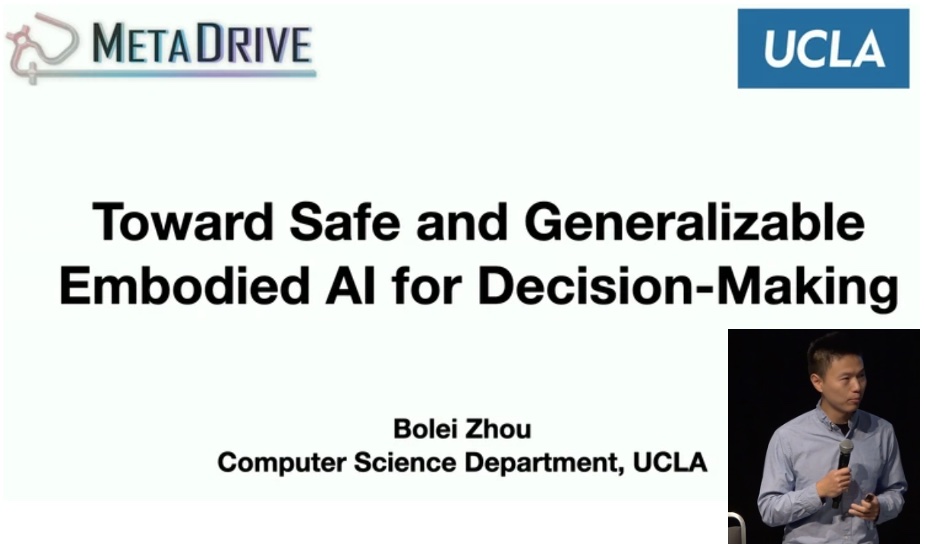 METADRIVE
UCLA
Toward Safe and Generalizable
Embodied AI for Decision-Making
Bolei Zhou
Computer Science Department, UCLA